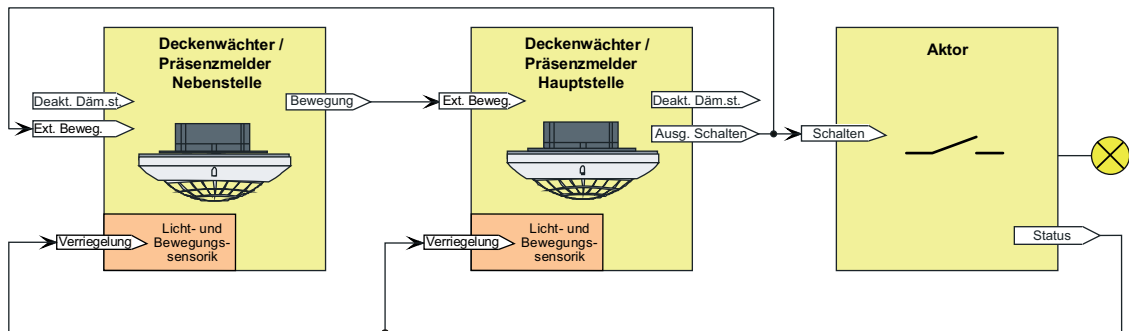 Deckenwächter /
Präsenzmelder
Nebenstelle
Deakt. Däm.st.
Ext. Beweg.
Bewegung
Verriegelung
Licht- und
Bewegungs-
sensorik
Deckenwächter /
Präsenzmelder
Hauptstelle
Ext. Beweg.
Deakt. Däm.st.
Ausg. Schalten
Verriegelung
Licht- und
Bewegungs-
sensorik
Aktor
Schalten
Status